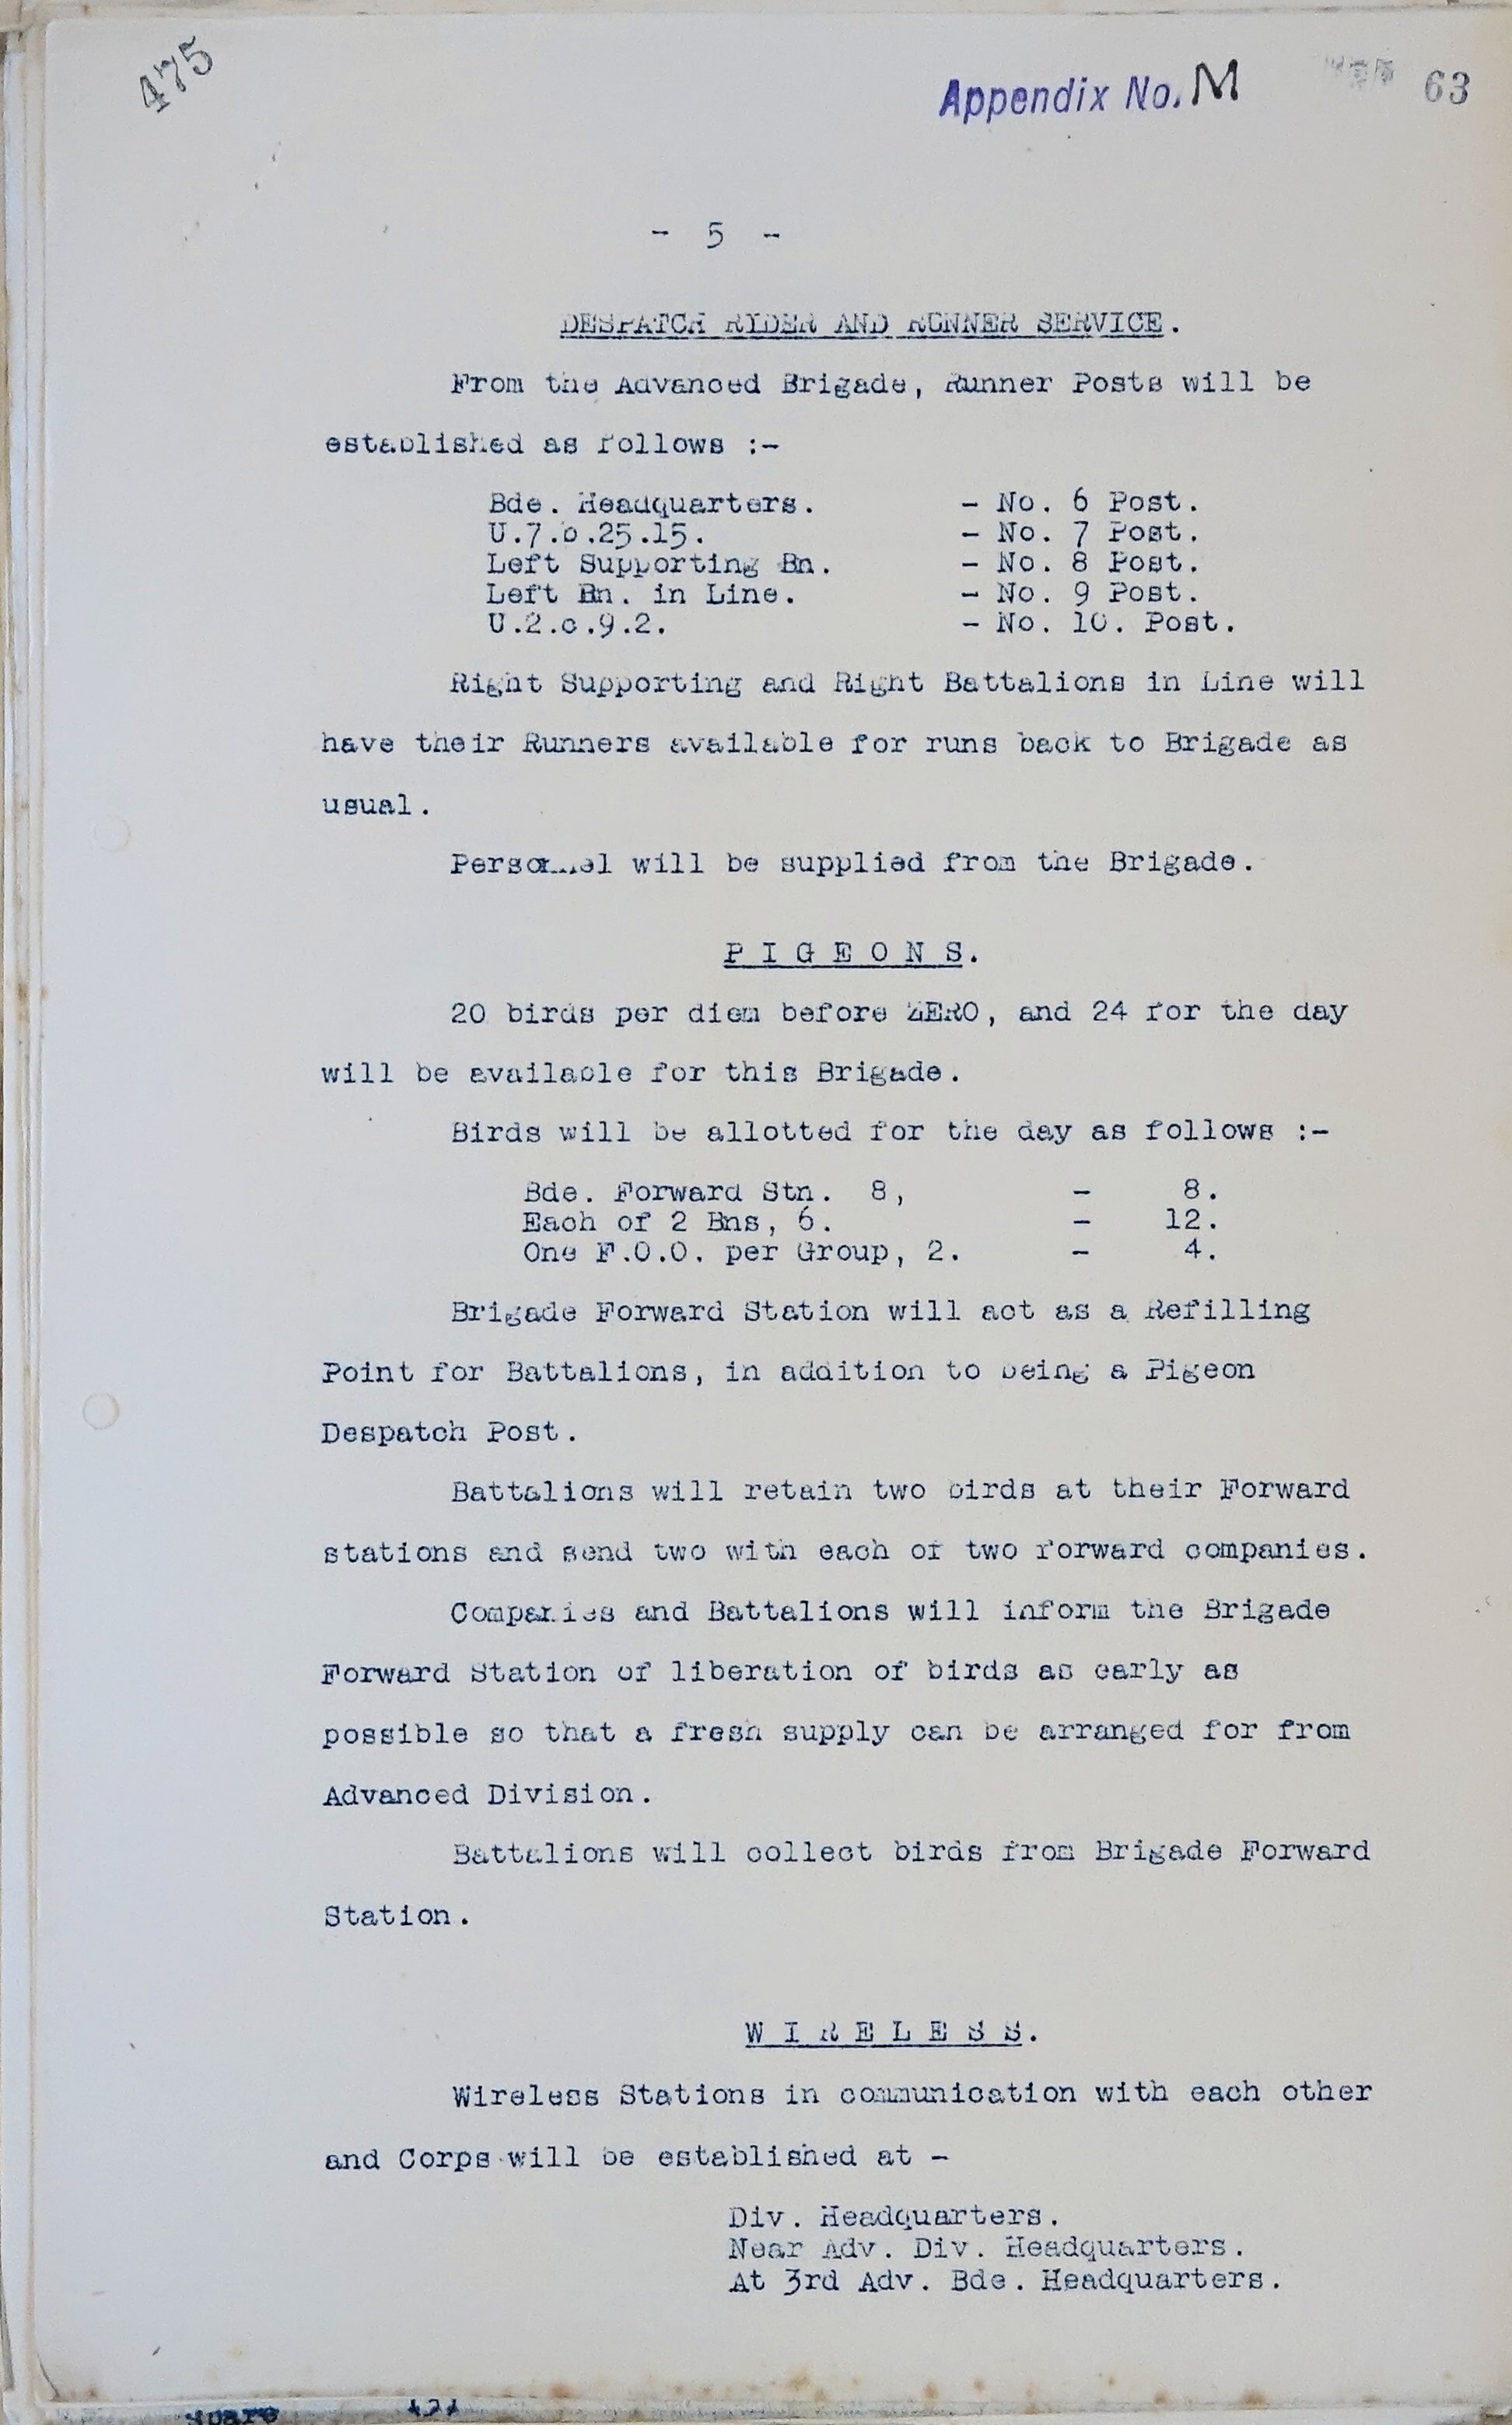 475
Appendix No. M
63
- 5 -
DESPATCH RIDER AND RUNNER SERVICE.
From the Advanced Brigade, Runner Posts will be
established as follows :-
Bde. Headquarters. - No. 6 Post.
U.7.b.25.15. - No. 7 Post.
Left Supporting Bn. - No. 8 Post.
Left Bn. in Line. - No. 9 Post.
U.2.c.9.2. - No. 10. Post.
Right Supporting and Right Battalions in Line will
have their Runners available for runs back to Brigade as
usual.
Personnel will be supplied from the Brigade.
P I G E O N S.
20 birds per diem before ZERO, and 24 for the day
will be available for this Brigade.
Birds will be allotted for the day as follows :-
Bde. Forward Stn. 8, - 8.
Each of 2 Bns, 6. - 12.
One F.O.O. per Group, 2. - 4.
Brigade Forward Station will act as a Refilling
Point for Battalions, in addition to being a Pigeon
Despatch Post.
Battalions will retain two birds at their Forward
stations and send two with each of two forward companies.
Companies and Battalions will inform the Brigade
Forward Station of liberation of birds as early as
possible so that a fresh supply can be arranged for from
Advanced Division.
Battalions will collect birds from Brigade Forward
Station.
W I R E L E S S.
Wireless Stations in communication with each other
and Corps will be established at -
Div. Headquarters.
Near Adv. Div. Headquarters.
At 3rd Adv. Bde. Headquarters.